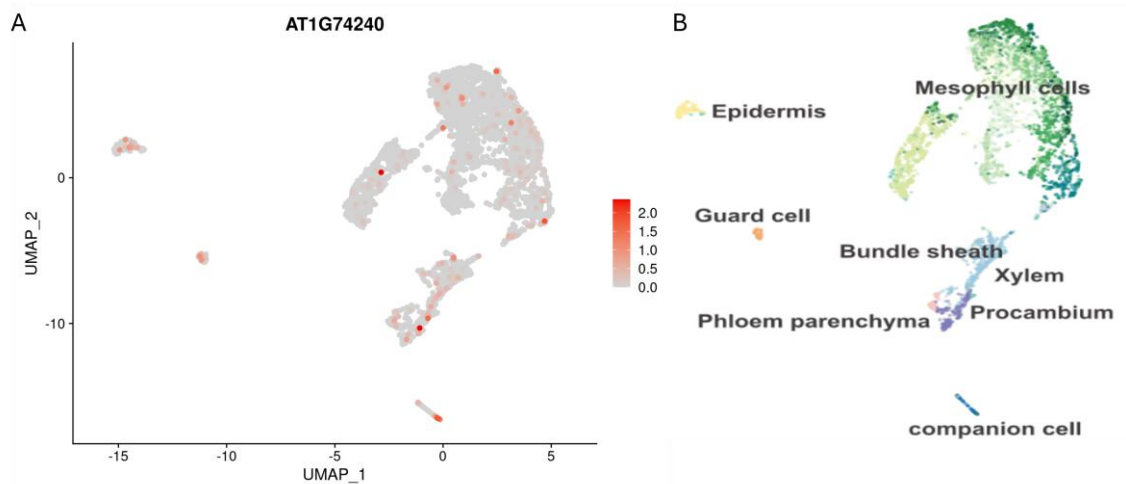 A
AT1G74240
UMAP_2
0
-10
-15
-10
-5
0
5
UMAP_1
2.0
1.5
1.0
0.5
0.0
B
Mesophyll cells
Epidermis
Guard cell
Bundle sheath
Xylem
Procambium
Phloem parenchyma
companion cell